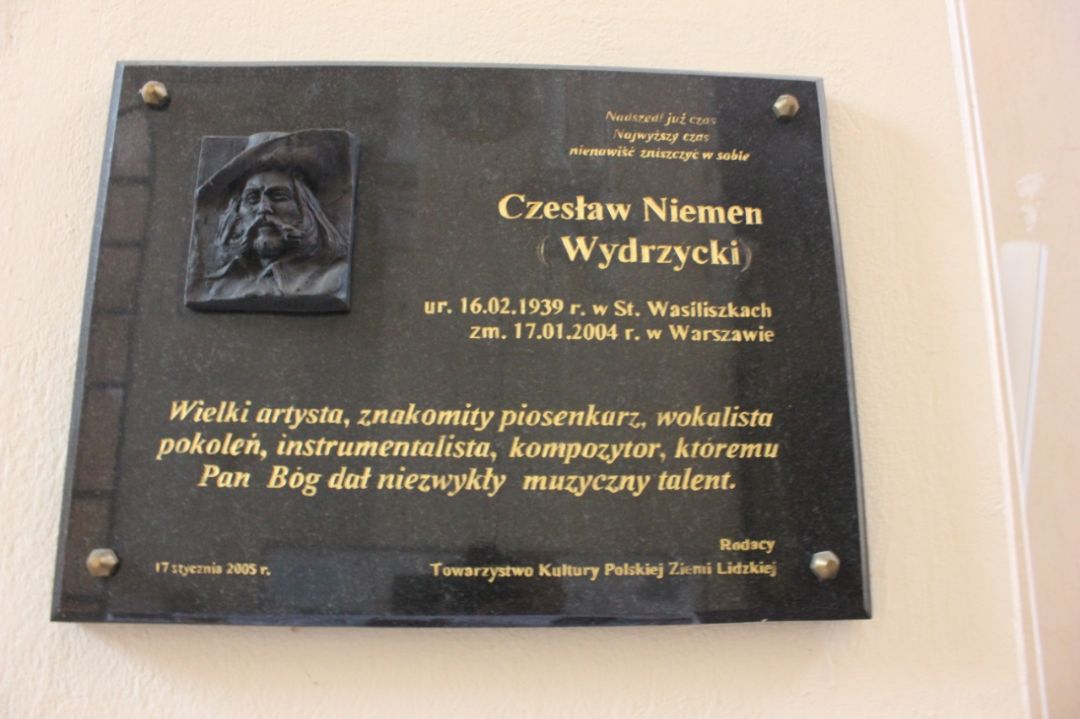 Nadszedł już czas
Najwyższy czas
nienawiść zniszczyć w sobie
Czesław Niemen
( Wydrzycki)
ur. 16.02.1939 r. w St. Wasiliszkach
zm. 17.01.2004 r. w Warszawie
Wielki artysta, znakomity piosenkarz, wokalista
pokoleń, instrumentalista, kompozytor, któremu
Pan Bóg dał niezwykły muzyczny talent.
Rodacy
17 stycznia 2005 r. Towarzystwo Kultury Polskiej Ziemi Lidzkiej